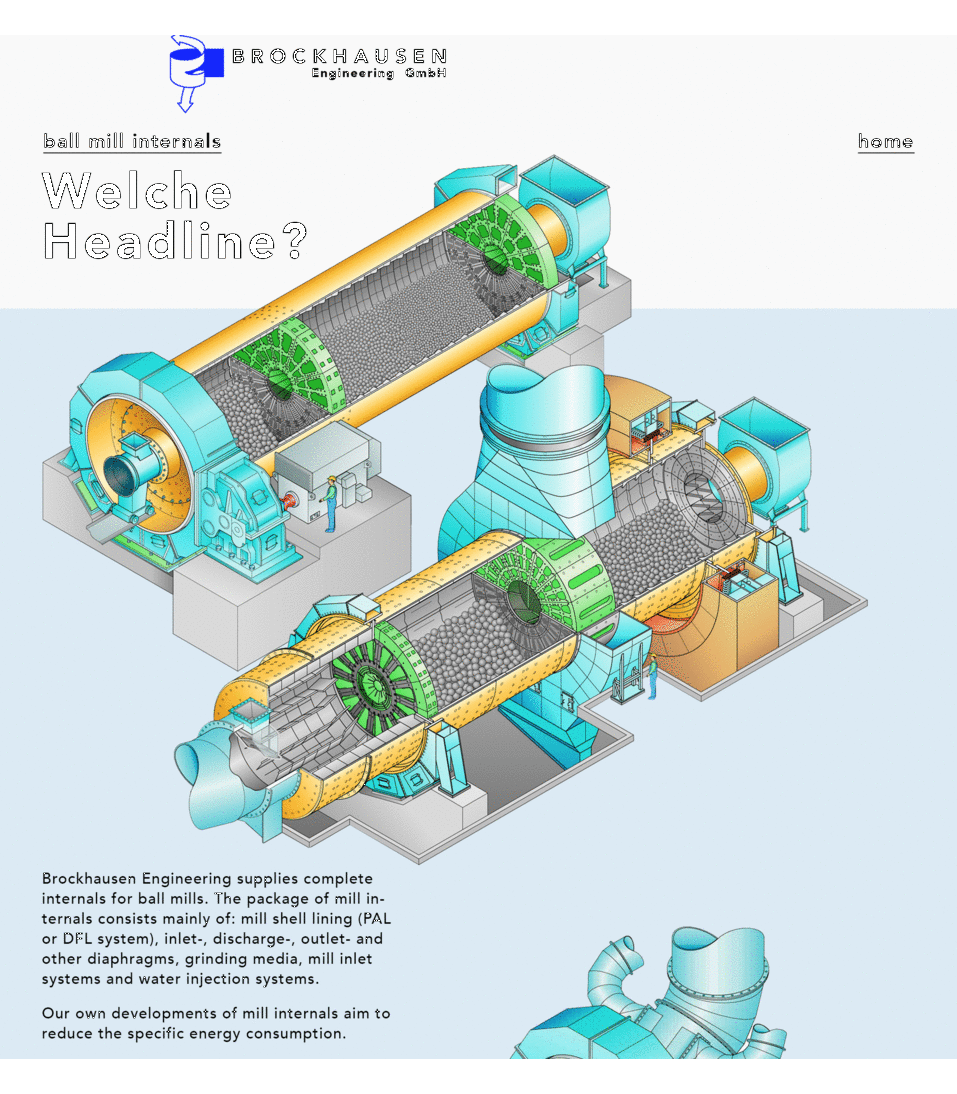 BROCKHAUSEN
Engineering GmbH
ball mill internals
home
Welche
Headline?
Brockhausen Engineering supplies complete
internals for ball mills. The package of mill in-
ternals consists mainly of: mill shell lining (PAL
or DFL system), inlet-, discharge-, outlet- and
other diaphragms, grinding media, mill inlet
systems and water injection systems.
Our own developments of mill internals aim to
reduce the specific energy consumption.